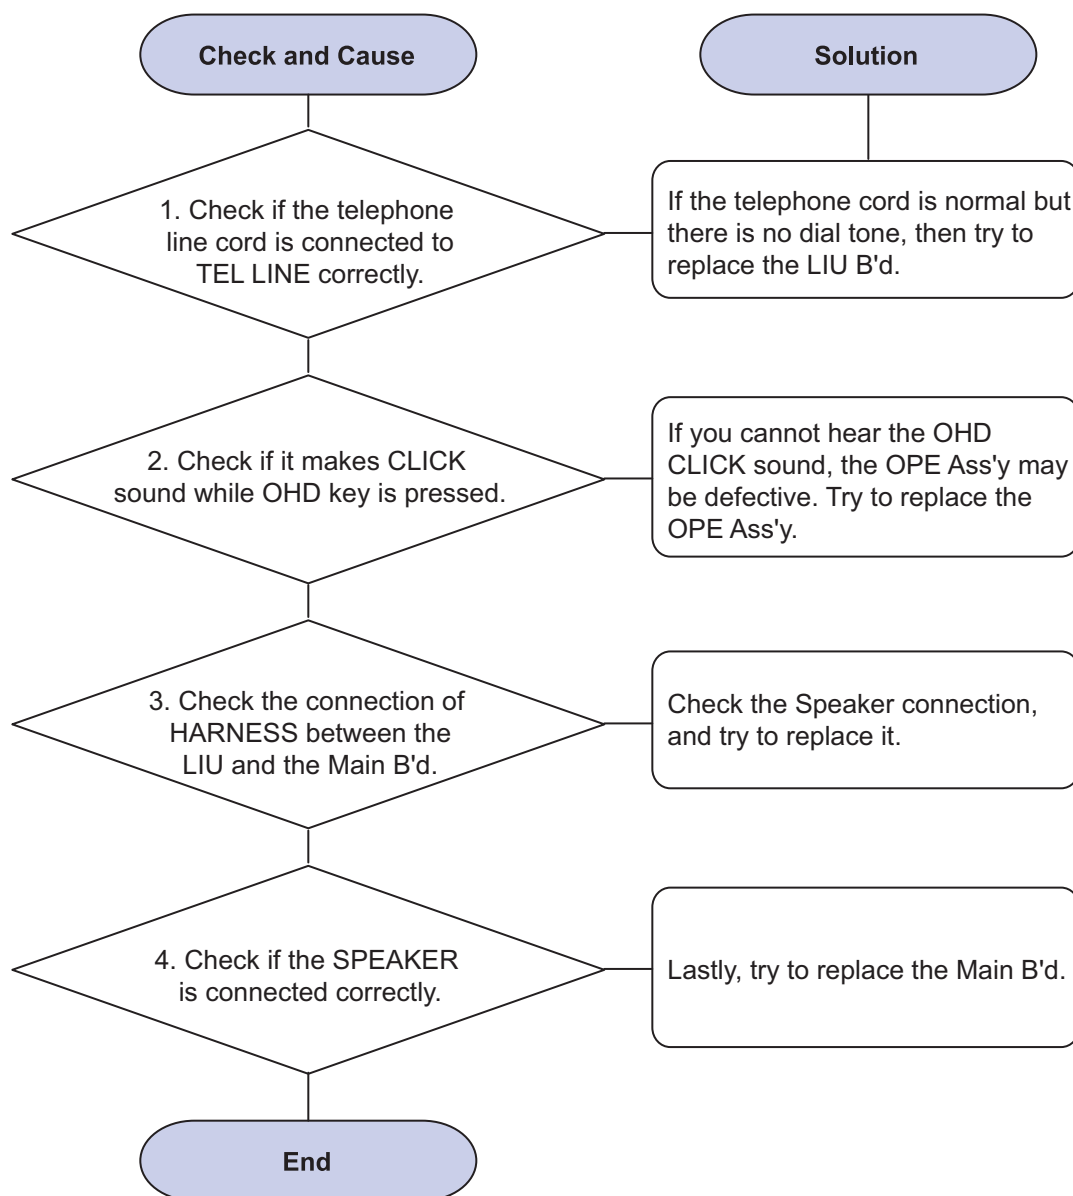 Check and Cause
Solution
1. Check if the telephone
line cord is connected to
TEL LINE correctly.
If the telephone cord is normal but
there is no dial tone, then try to
replace the LIU B'd.
2. Check if it makes CLICK
sound while OHD key is pressed.
If you cannot hear the OHD
CLICK sound, the OPE Ass'y may
be defective. Try to replace the
OPE Ass'y.
3. Check the connection of
HARNESS between the
LIU and the Main B'd.
Check the Speaker connection,
and try to replace it.
4. Check if the SPEAKER
is connected correctly.
Lastly, try to replace the Main B'd.
End